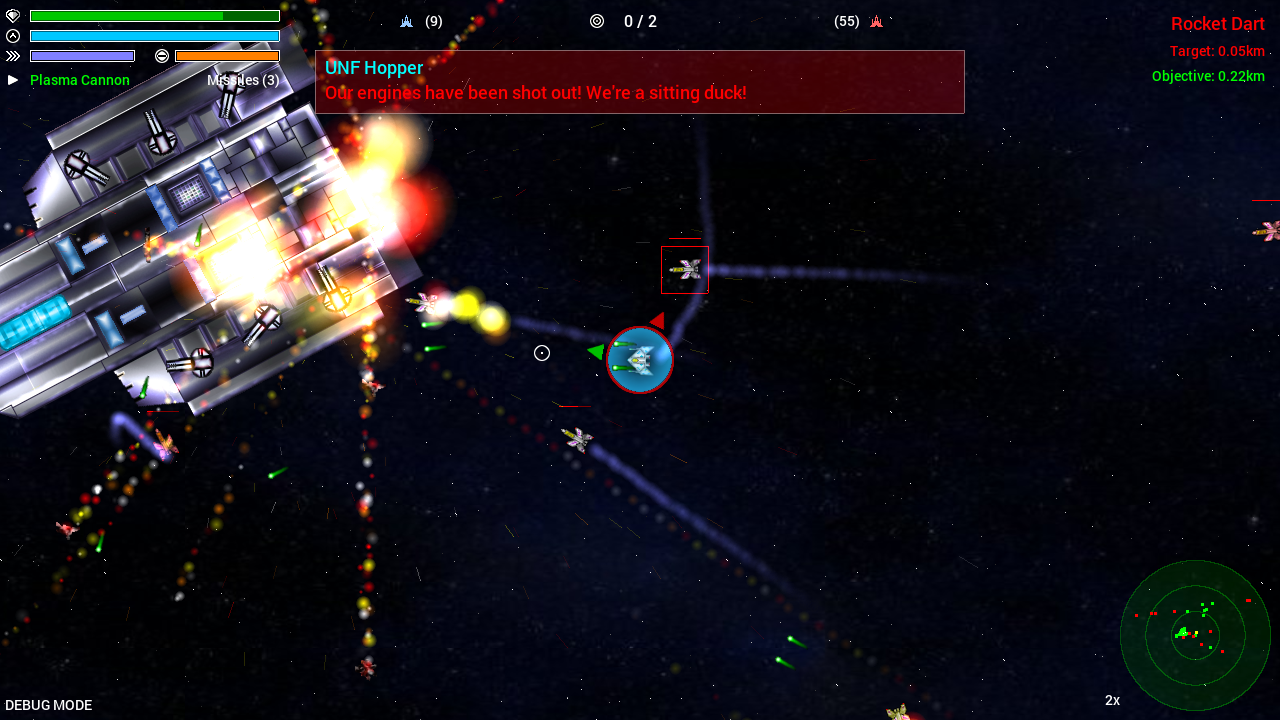 (9)
0 / 2
(55)
Rocket Dart
Target: 0.05km
Objective: 0.22km
Plasma Cannon
Missiles (3)
UNF Hopper
Our engines have been shot out! We're a sitting duck!
2x
DEBUG MODE